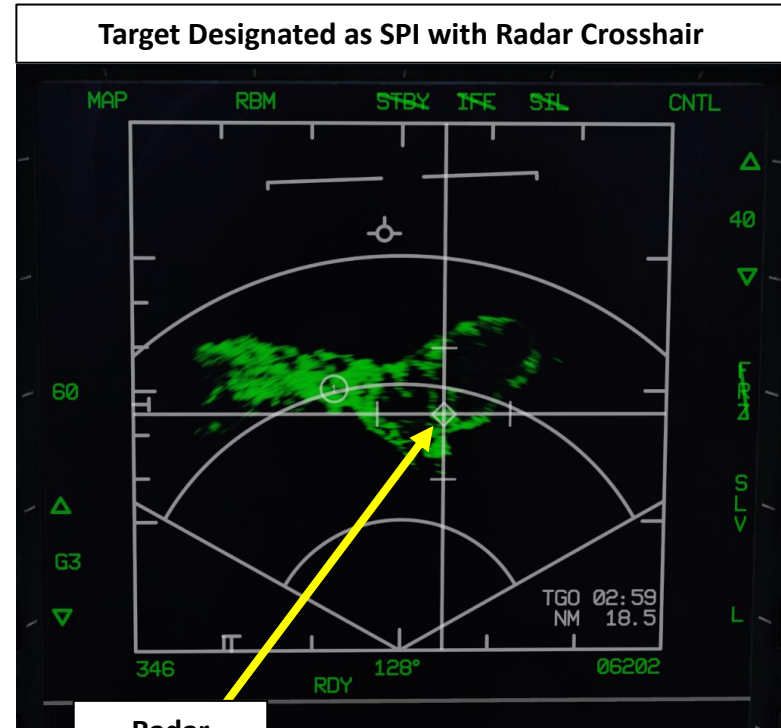 Target Designated as SPI with Radar Crosshair
MAP RBM STBY IFF SIL CNTL
40
60
FRZ
1
SLV
G3
TGO 02:59
NM 18.5
L
346 128° 06202
RDY
Radar